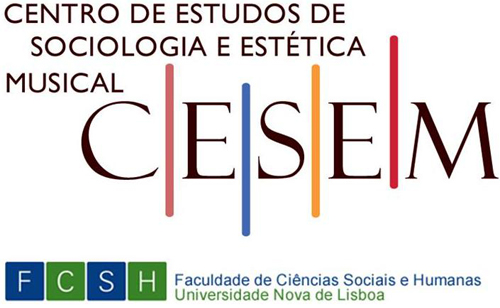 CENTRO DE ESTUDOS DE
SOCIOLOGIA E ESTÉTICA
MUSICAL
CESEM
FCSH
Faculdade de Ciências Sociais e Humanas
Universidade Nova de Lisboa